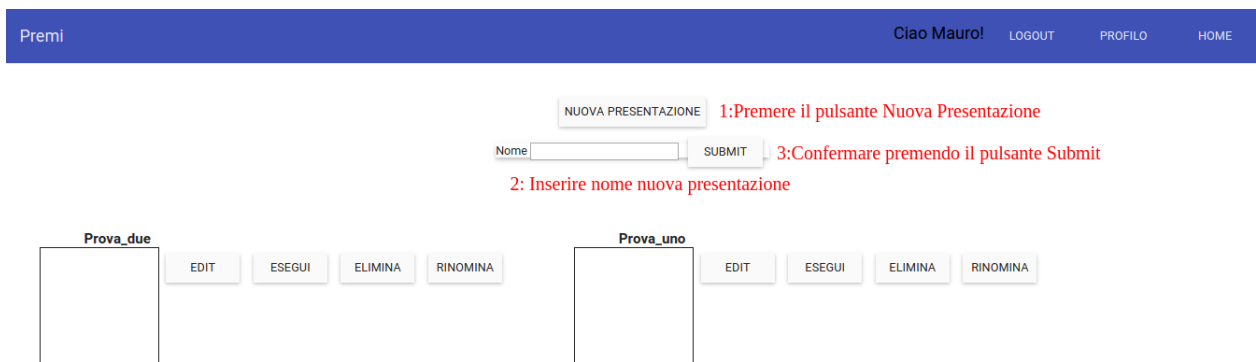 Premi Ciao Mauro! LOGOUT PROFILO HOME
NUOVA PRESENTAZIONE 1:Premere il pulsante Nuova Presentazione
Nome SUBMIT 3:Confermare premendo il pulsante Submit
2: Inserire nome nuova presentazione
Prova_due Prova_uno
EDIT ESEGUI ELIMINA RINOMINA EDIT ESEGUI ELIMINA RINOMINA